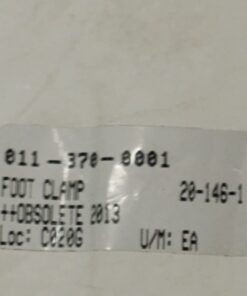 011-370-0001
FOOT CLAMP 20-146-1
++OBSOLETE 2013
Loc: C020G U/M: EA